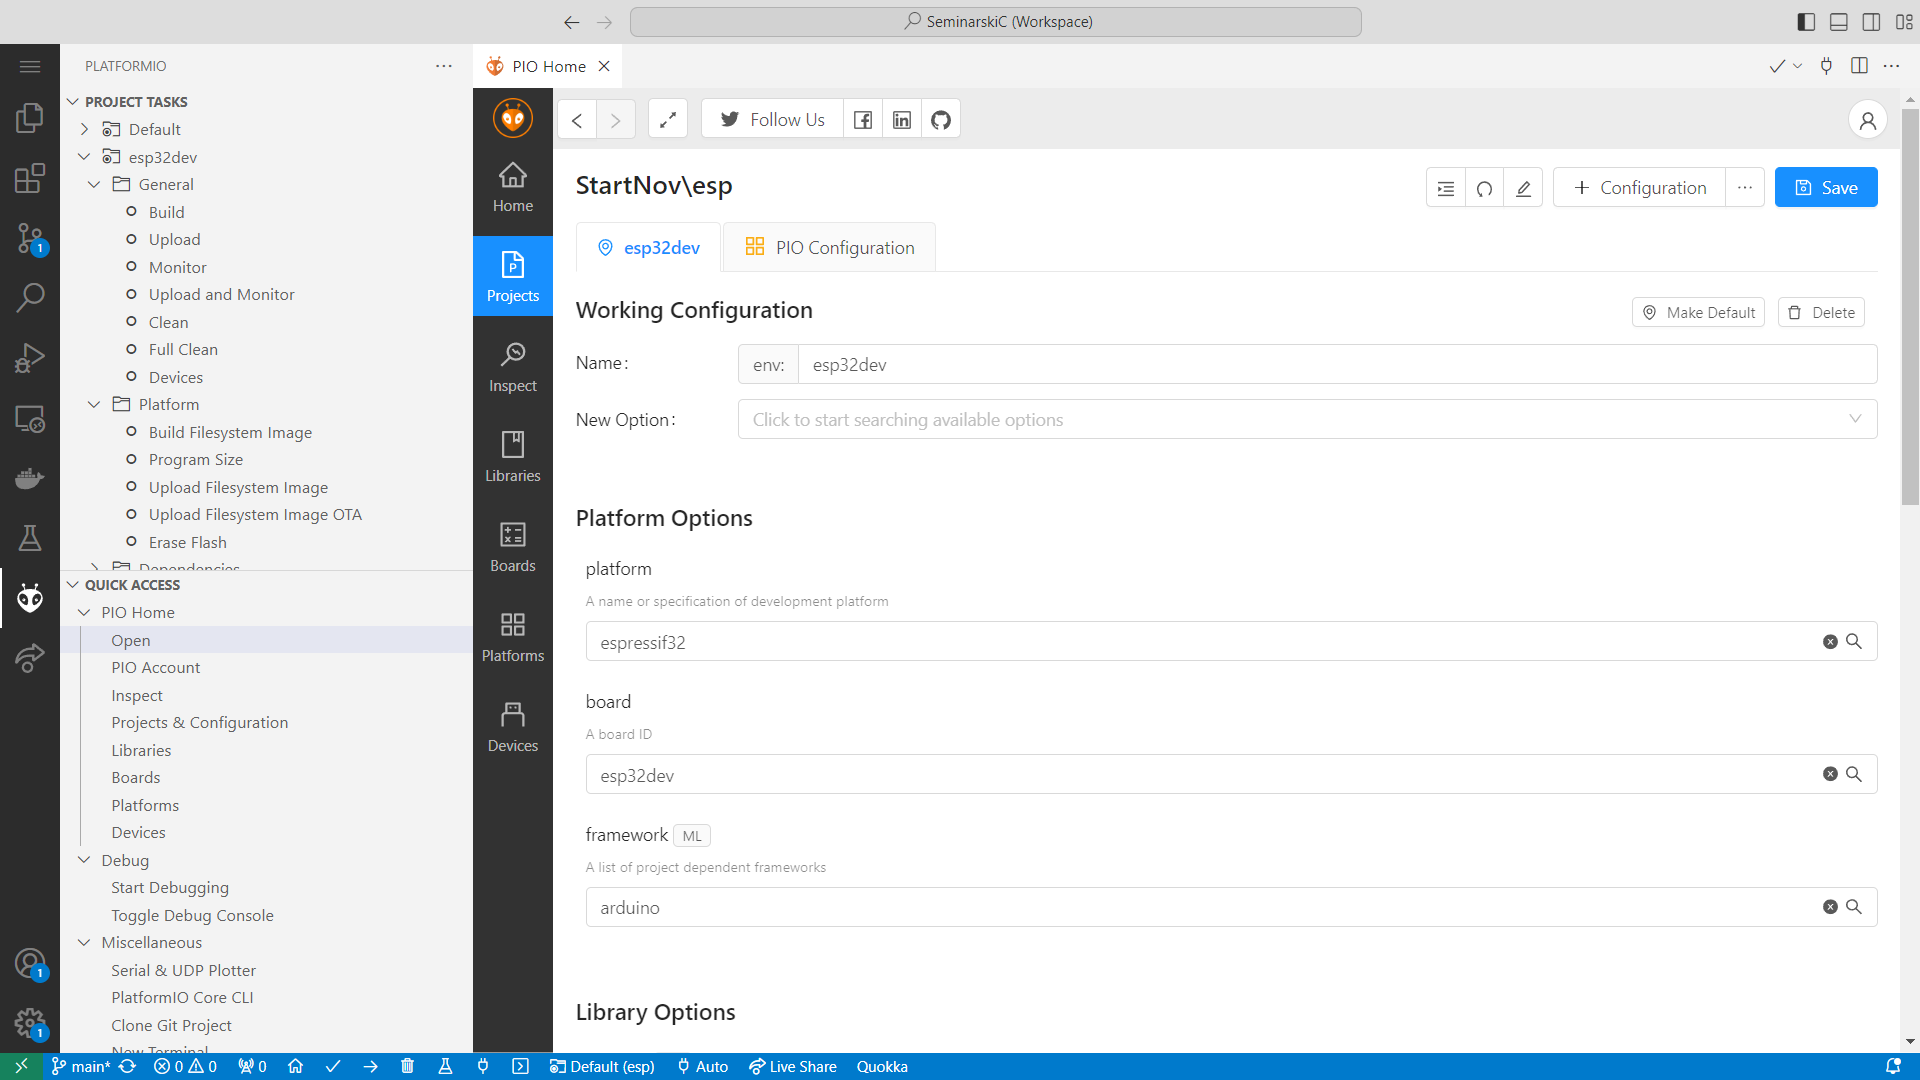 SeminarskiC (Workspace)
PLATFORMIO
PROJECT TASKS
Default
esp32dev
General
Build
Upload
Monitor
Upload and Monitor
Clean
Full Clean
Devices
Platform
Build Filesystem Image
Program Size
Upload Filesystem Image
Upload Filesystem Image OTA
Erase Flash
Dependencies
QUICK ACCESS
PIO Home
Open
PIO Account
Inspect
Projects & Configuration
Libraries
Boards
Platforms
Devices
Debug
Start Debugging
Toggle Debug Console
Miscellaneous
Serial & UDP Plotter
PlatformIO Core CLI
Clone Git Project
New Terminal
1
1
1
PIO Home
Home
Projects
Inspect
Libraries
Boards
Platforms
Devices
Follow Us
StartNov\esp
Configuration
Save
esp32dev
PIO Configuration
Working Configuration
Make Default
Delete
Name:
env:
esp32dev
New Option:
Click to start searching available options
Platform Options
platform
A name or specification of development platform
espressif32
board
A board ID
esp32dev
framework ML
A list of project dependent frameworks
arduino
Library Options
main* 0 0 0 Default (esp) Auto Live Share Quokka